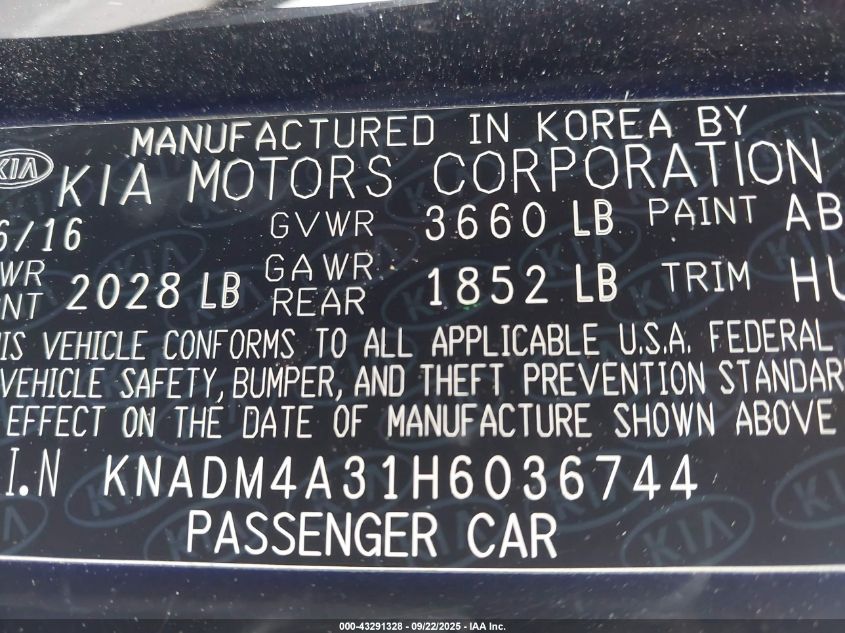 MANUFACTURED IN KOREA BY
KIA KIA MOTORS CORPORATION
6/16 GVWR 3660 LB PAINT AB
WR GAWR
NT 2028 LB REAR 1852 LB TRIM HU
IS VEHICLE CONFORMS TO ALL APPLICABLE U.S.A. FEDERAL
VEHICLE SAFETY, BUMPER, AND THEFT PREVENTION STANDAR
EFFECT ON THE DATE OF MANUFACTURE SHOWN ABOVE
I.N KNADM4A31H6036744
PASSENGER CAR
000-43291328 - 09/22/2025 - IAA Inc.